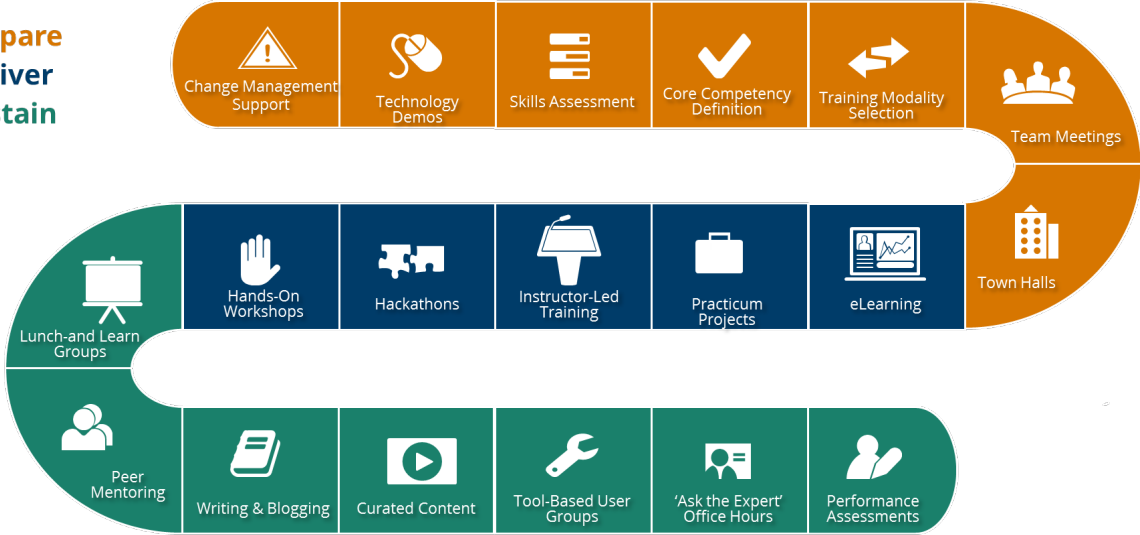 pare
iver
tain
Change Management
Support
Technology
Demos
Skills Assessment
Core Competency
Definition
Training Modality
Selection
Team Meetings
Town Halls
eLearning
Practicum
Projects
Instructor-Led
Training
Hackathons
Hands-On
Workshops
Lunch-and Learn
Groups
Peer
Mentoring
Writing & Blogging
Curated Content
Tool-Based User
Groups
‘Ask the Expert’
Office Hours
Performance
Assessments